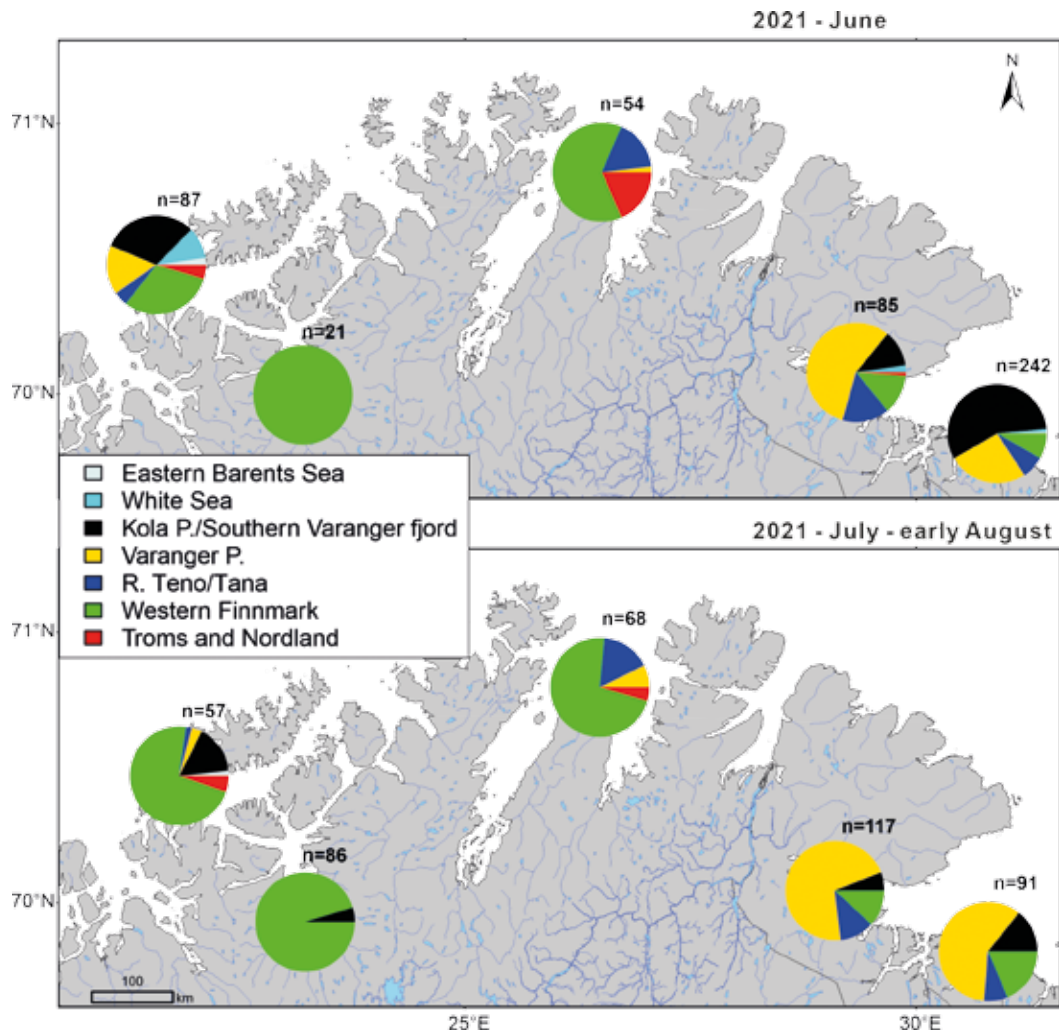 2021 - June
N
n=54
71°N
n=87
n=85
n=21
n=242
70°N
Eastern Barents Sea
White Sea
Kola P./Southern Varanger fjord
Varanger P.
R. Teno/Tana
Western Finnmark
Troms and Nordland
2021 - July - early August
n=68
71°N
n=57
n=117
n=86
n=91
70°N
100
km
25°E
30°E